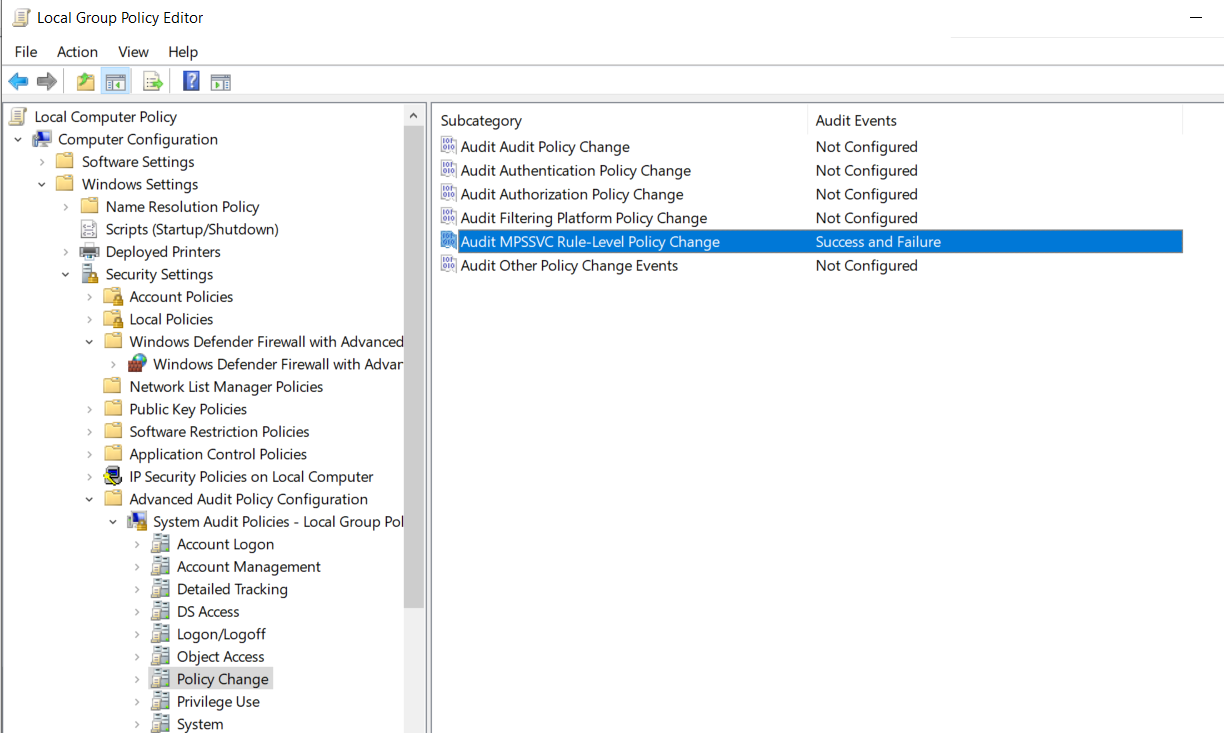 Local Group Policy Editor
File Action View Help
Local Computer Policy
Computer Configuration
Software Settings
Windows Settings
Name Resolution Policy
Scripts (Startup/Shutdown)
Deployed Printers
Security Settings
Account Policies
Local Policies
Windows Defender Firewall with Advanced
Windows Defender Firewall with Advan
Network List Manager Policies
Public Key Policies
Software Restriction Policies
Application Control Policies
IP Security Policies on Local Computer
Advanced Audit Policy Configuration
System Audit Policies - Local Group Pol
Account Logon
Account Management
Detailed Tracking
DS Access
Logon/Logoff
Object Access
Policy Change
Privilege Use
System
Subcategory Audit Events
Audit Audit Policy Change Not Configured
Audit Authentication Policy Change Not Configured
Audit Authorization Policy Change Not Configured
Audit Filtering Platform Policy Change Not Configured
Audit MPSSVC Rule-Level Policy Change Success and Failure
Audit Other Policy Change Events Not Configured